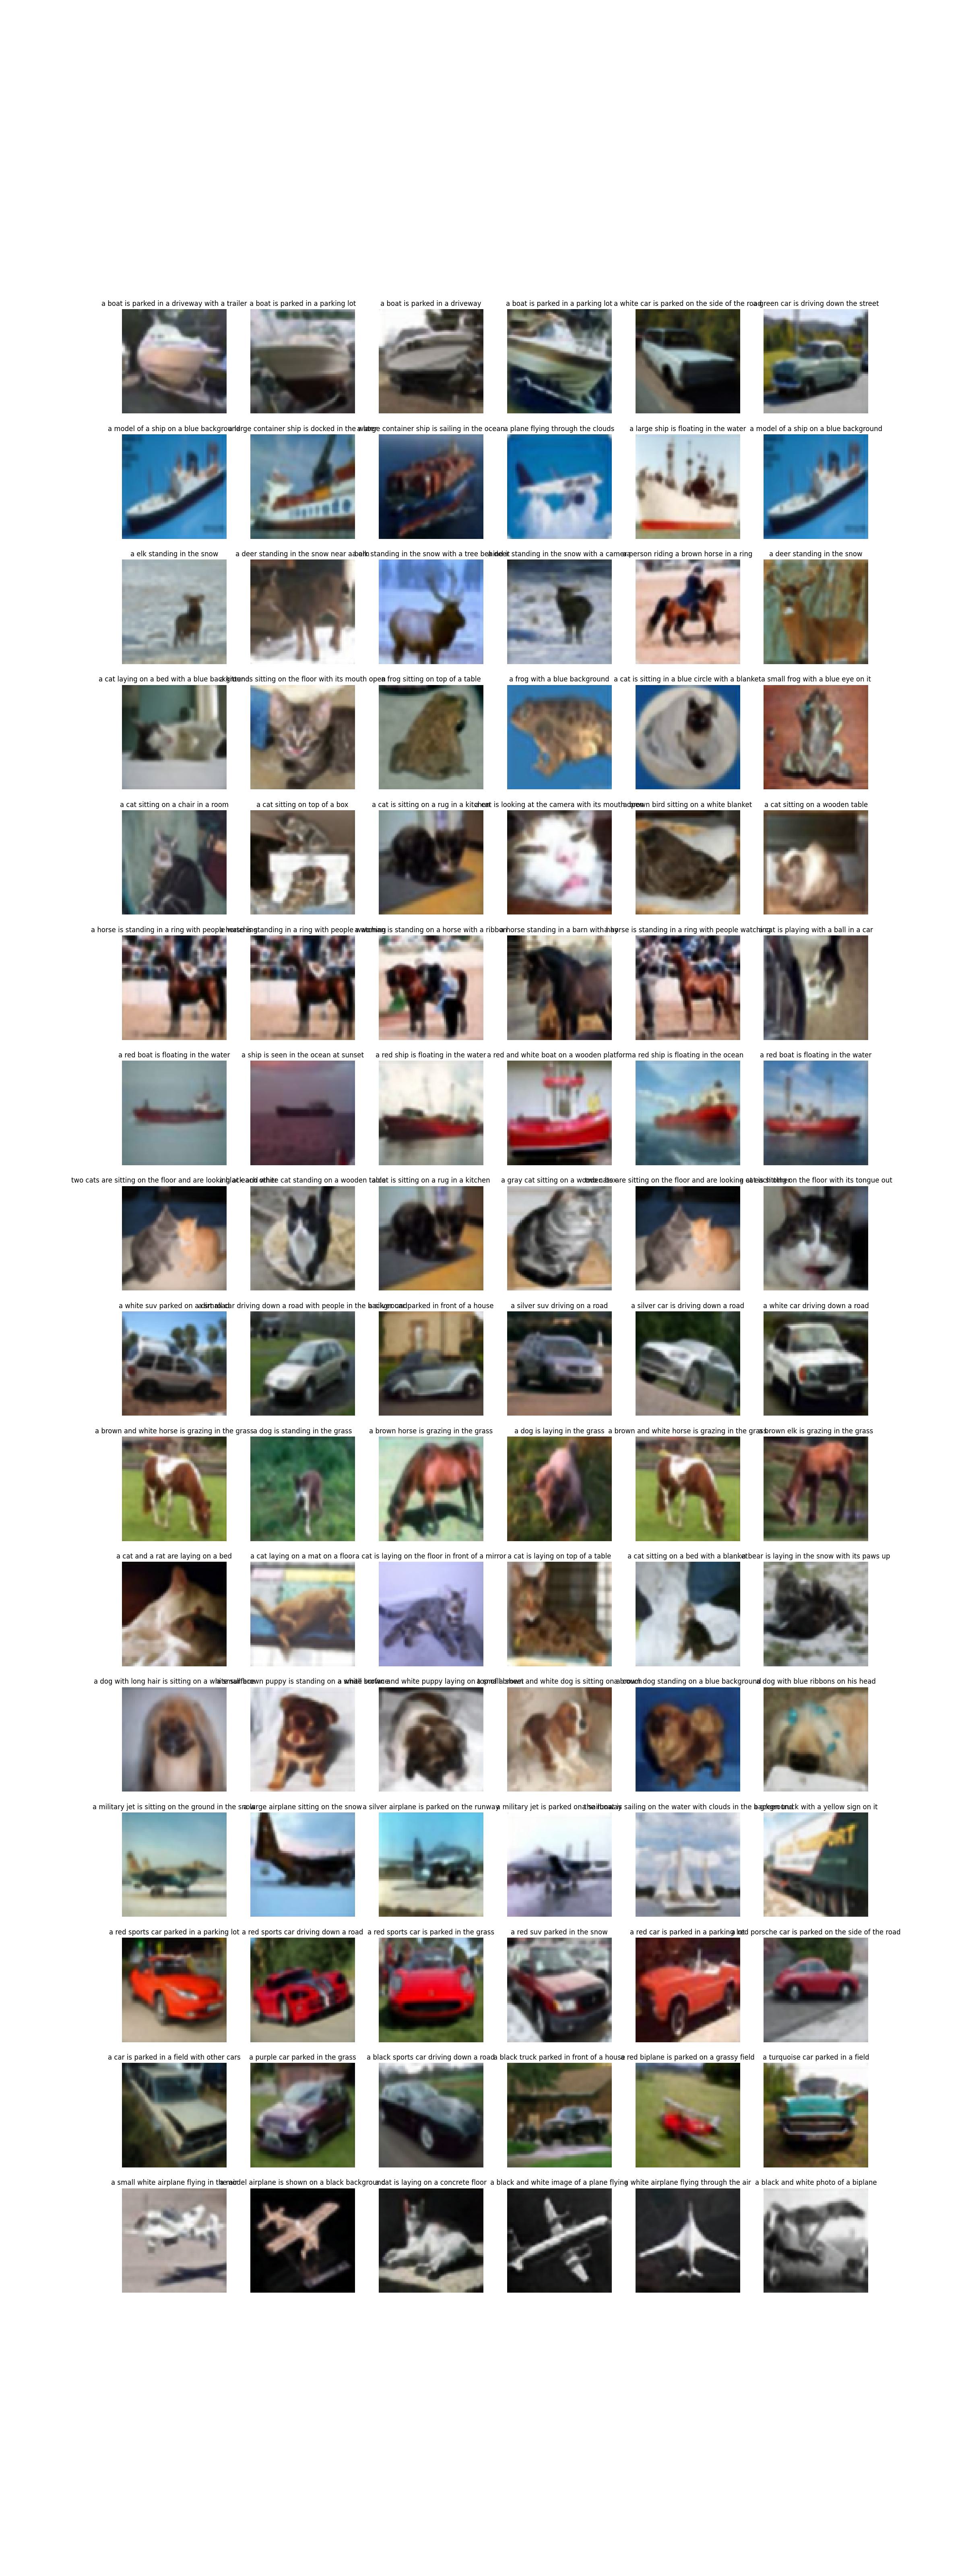 a boat is parked in a driveway with a trailer
a boat is parked in a parking lot
a boat is parked in a driveway
a boat is parked in a parking lot
a white car is parked on the side of the road
a green car is driving down the street
a model of a ship on a blue background
a large container ship is docked in the water
a large container ship is sailing in the ocean
a plane flying through the clouds
a large ship is floating in the water
a model of a ship on a blue background
a elk standing in the snow
a deer standing in the snow near a
elk standing in the snow with a tree behind it
a deer standing in the snow with a camera
a person riding a brown horse in a ring
a deer standing in the snow
a cat laying on a bed with a blue background
a kitten is sitting on the floor with its mouth open
a frog sitting on top of a table
a frog with a blue background
a cat is sitting in a blue circle with a blanket
a small frog with a blue eye on it
a cat sitting on a chair in a room
a cat sitting on top of a box
a cat is sitting on a rug in a kitchen
a cat is looking at the camera with its mouth open
a brown bird sitting on a white blanket
a cat sitting on a wooden table
a horse is standing in a ring with people watching
a horse is standing in a ring with people watching
a woman is standing on a horse with a ribbon
a horse standing in a barn with hay
a horse is standing in a ring with people watching
a cat is playing with a ball in a car
a red boat is floating in the water
a ship is seen in the ocean at sunset
a red ship is floating in the water
a red and white boat on a wooden platform
a red ship is floating in the ocean
a red boat is floating in the water
two cats are sitting on the floor and are looking at each other
a black and white cat standing on a wooden table
a cat is sitting on a rug in a kitchen
a gray cat sitting on a wooden box
two cats are sitting on the floor and are looking at each other
a cat is sitting on the floor with its tongue out
a white suv parked on a dirt road
a small car driving down a road with people in the background
a silver car parked in front of a house
a silver suv driving on a road
a silver car is driving down a road
a white car driving down a road
a brown and white horse is grazing in the grass
a dog is standing in the grass
a brown horse is grazing in the grass
a dog is laying in the grass
a brown and white horse is grazing in the grass
a brown elk is grazing in the grass
a cat and a rat are laying on a bed
a cat laying on a mat on a floor
a cat is laying on the floor in front of a mirror
a cat is laying on top of a table
a cat sitting on a bed with a blanket
a bear is laying in the snow with its paws up
a dog with long hair is sitting on a white surface
a small brown puppy is standing on a white surface
a small brown and white puppy laying on top of a sheet
a small brown and white dog is sitting on a couch
a brown dog standing on a blue background
a dog with blue ribbons on his head
a military jet is sitting on the ground in the snow
a large airplane sitting on the snow
a silver airplane is parked on the runway
a military jet is parked on the runway
a sailboat is sailing on the water with clouds in the background
a green truck with a yellow sign on it
a red sports car parked in a parking lot
a red sports car driving down a road
a red sports car is parked in the grass
a red suv parked in the snow
a red car is parked in a parking lot
a red porsche car is parked on the side of the road
a car is parked in a field with other cars
a purple car parked in the grass
a black sports car driving down a road
a black truck parked in front of a house
a red biplane is parked on a grassy field
a turquoise car parked in a field
a small white airplane flying in the air
a model airplane is shown on a black background
a cat is laying on a concrete floor
a black and white image of a plane flying
a white airplane flying through the air
a black and white photo of a biplane